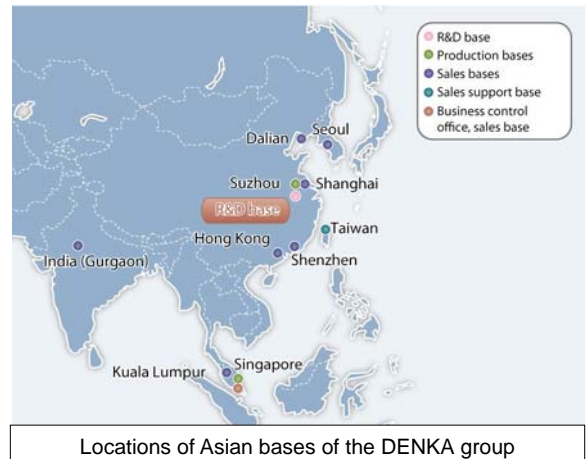 R&D base
Production bases
Sales bases
Sales support base
Business control
office, sales base
Dalian
Seoul
Suzhou
Shanghai
R&D base
Taiwan
Hong Kong
Shenzhen
India (Gurgaon)
Singapore
Kuala Lumpur
Locations of Asian bases of the DENKA group